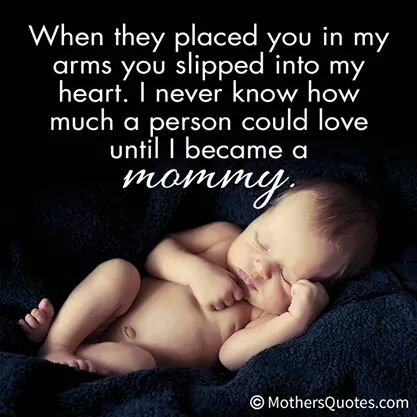 When they placed you in my
arms you slipped into my
heart. I never know how
much a person could love
until I became a
mommy.
© MothersQuotes.com